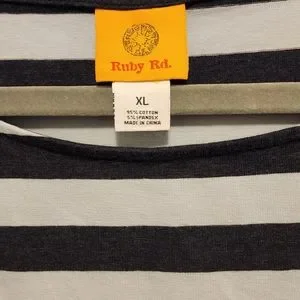 Ruby Rd.
XL
95% COTTON
5% SPANDEX
MADE IN CHINA